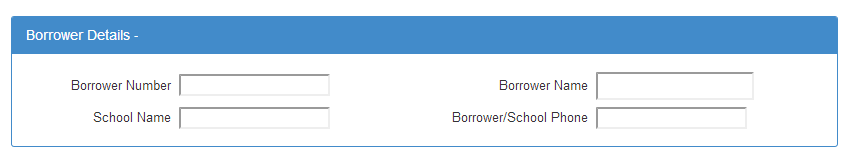 Borrower Details -
Borrower Number Borrower Name
School Name Borrower/School Phone